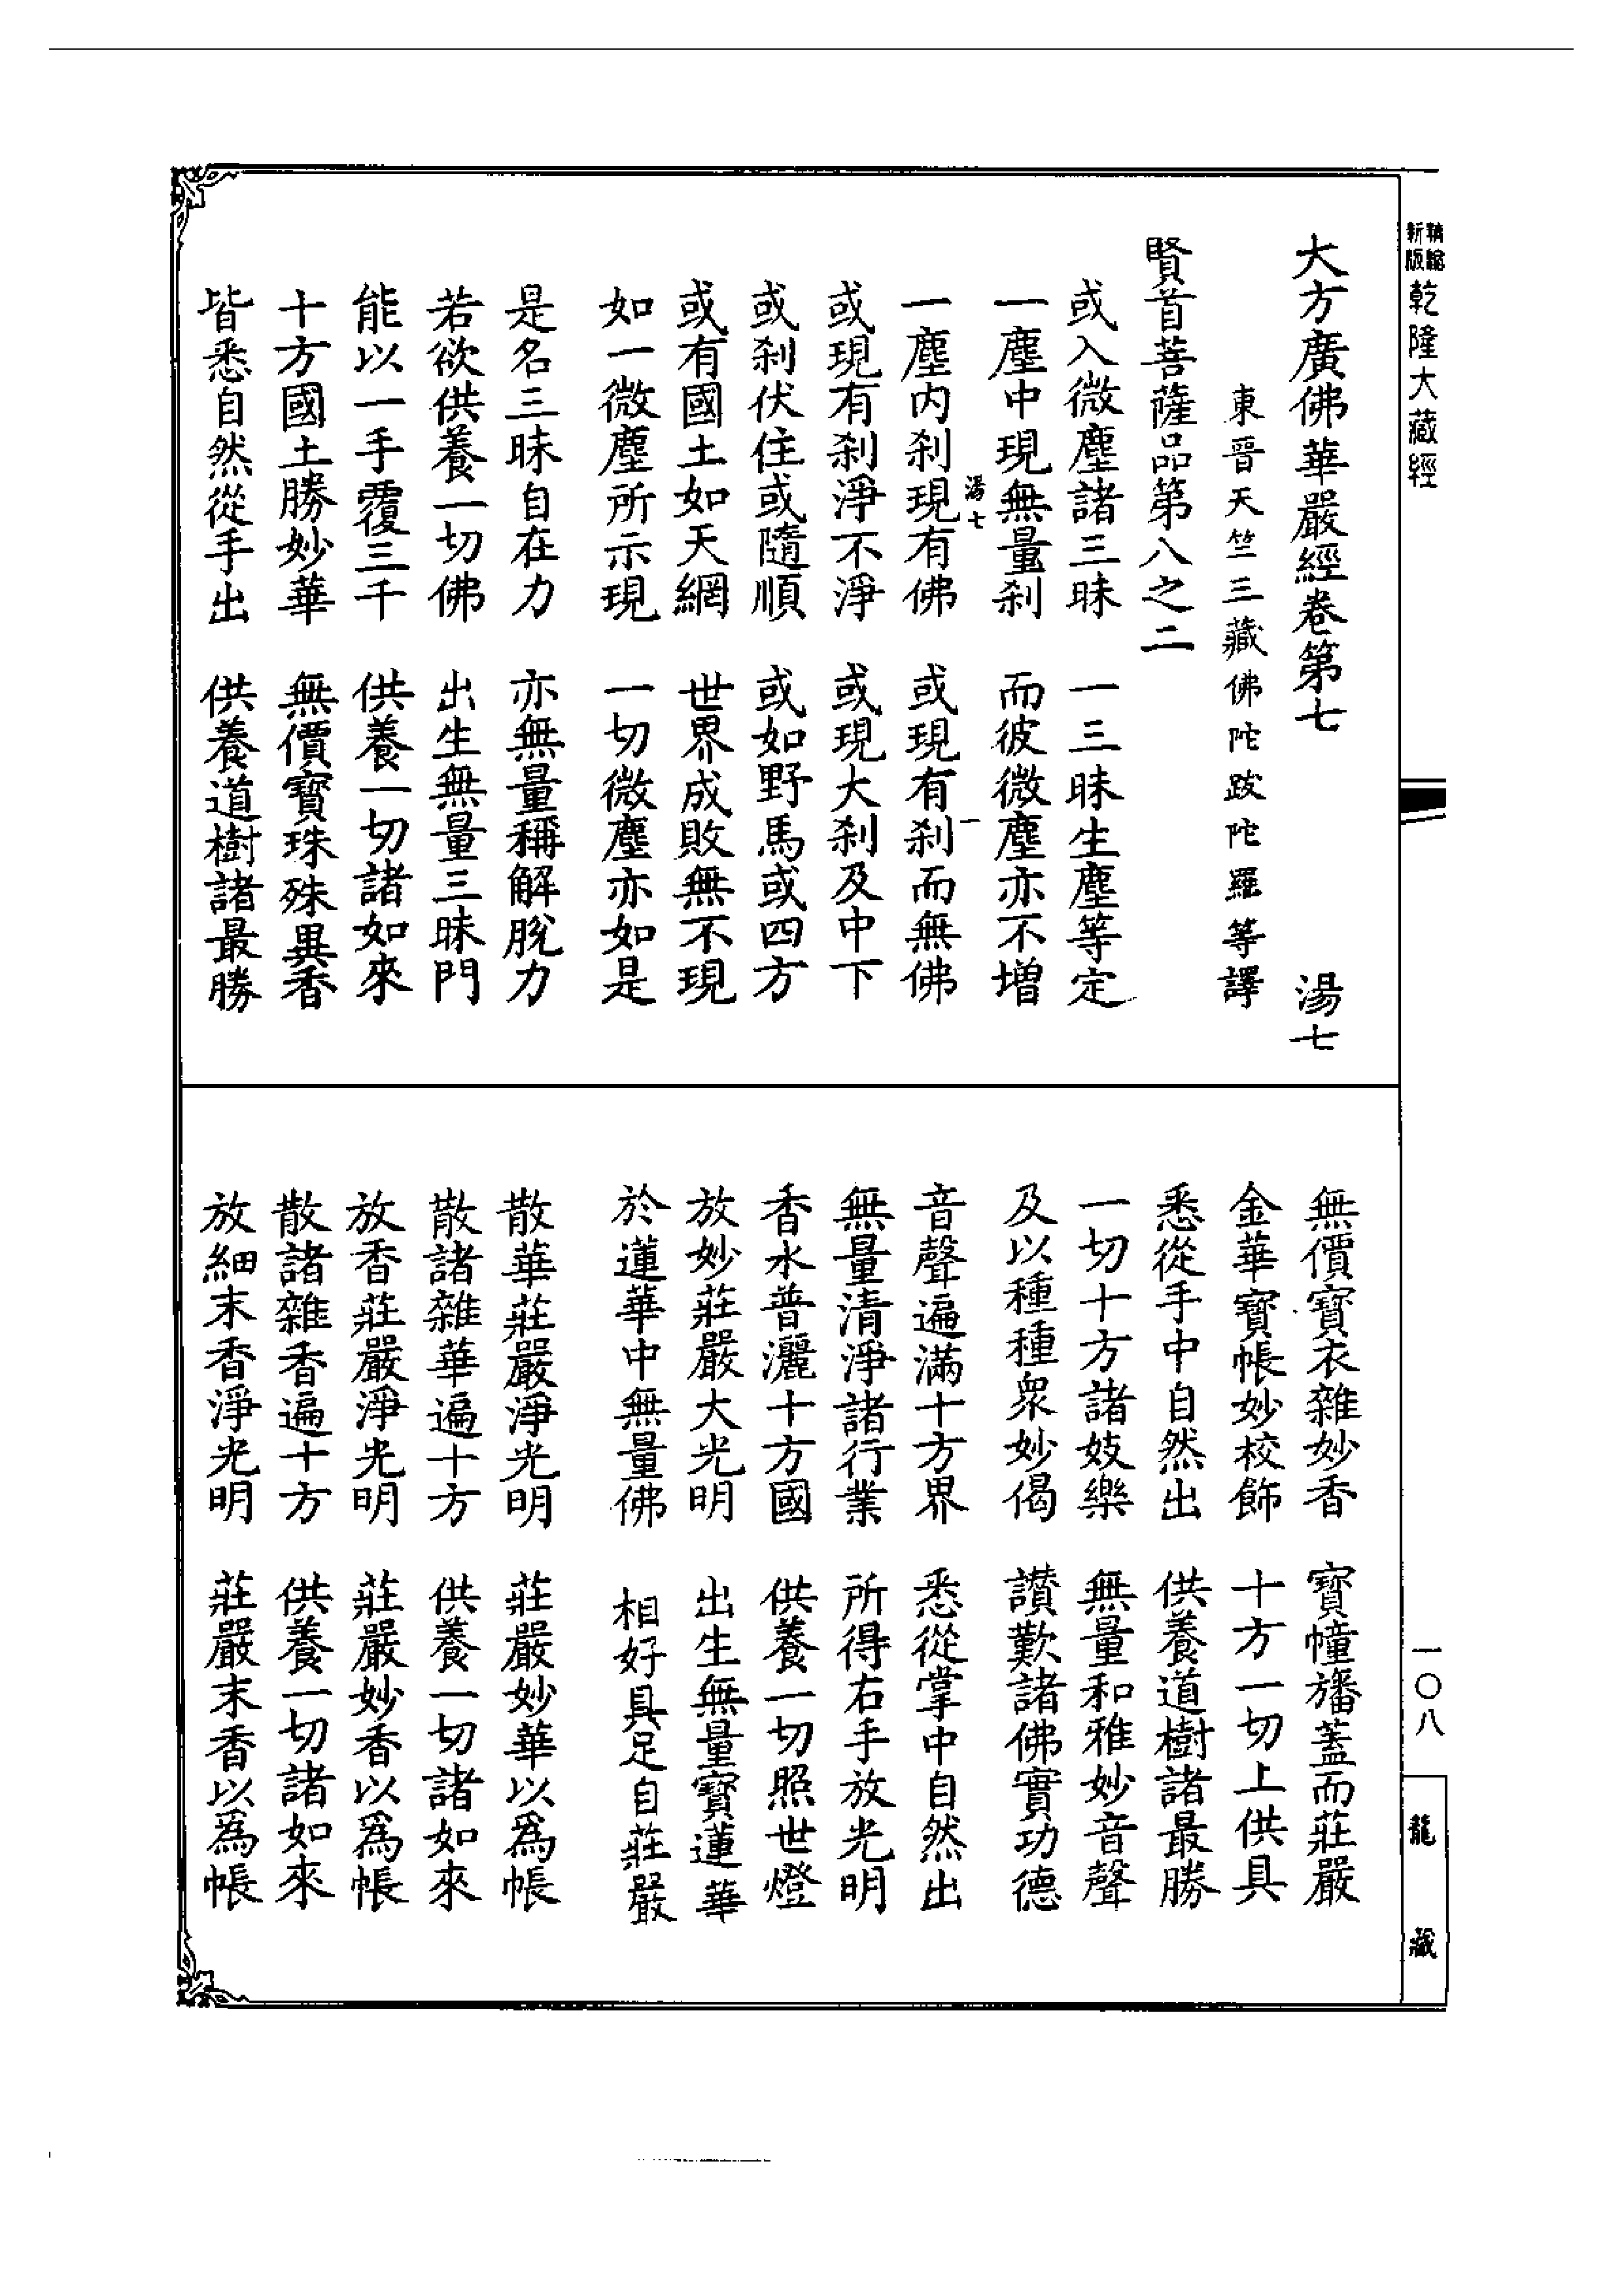 新版
乾隆大藏經
大方廣佛華嚴經卷第七　湯七
東晉天竺三藏佛陀跋陀羅等譯
賢首菩薩品第八之二
或入微塵諸三昧　一三昧生塵等定
一塵中現無量刹　而彼微塵亦不增
湯七　一
一塵內刹現有佛　或現有刹而無佛
或現有刹淨不淨　或現大刹及中下
或刹伏住或隨順　或如野馬或四方
或有國土如天網　世界成敗無不現
如一微塵所示現　一切微塵亦如是
是名三昧自在力　亦無量稱解脫力
若欲供養一切佛　出生無量三昧門
能以一手覆三千　供養一切諸如來
十方國土勝妙華　無價寶珠殊異香
皆悉自然從手出　供養道樹諸最勝
無價寶衣雜妙香　寶幢旛蓋而莊嚴
金華寶帳妙校飾　十方一切上供具
悉從手中自然出　供養道樹諸最勝
一切十方諸妓樂　無量和雅妙音聲
及以種種衆妙偈　讃歎諸佛實功德
音聲遍滿十方界　悉從掌中自然出
無量清淨諸行業　所得右手放光明
香水普灑十方國　供養一切照世燈
放妙莊嚴大光明　出生無量寶蓮華
於蓮華中無量佛　相好具足自莊嚴
散華莊嚴淨光明　莊嚴妙華以爲帳
散諸雜華遍十方　供養一切諸如來
放香莊嚴淨光明　莊嚴妙香以爲帳
散諸雜香遍十方　供養一切諸如來
放細末香淨光明　莊嚴末香以爲帳
一〇八
龍藏